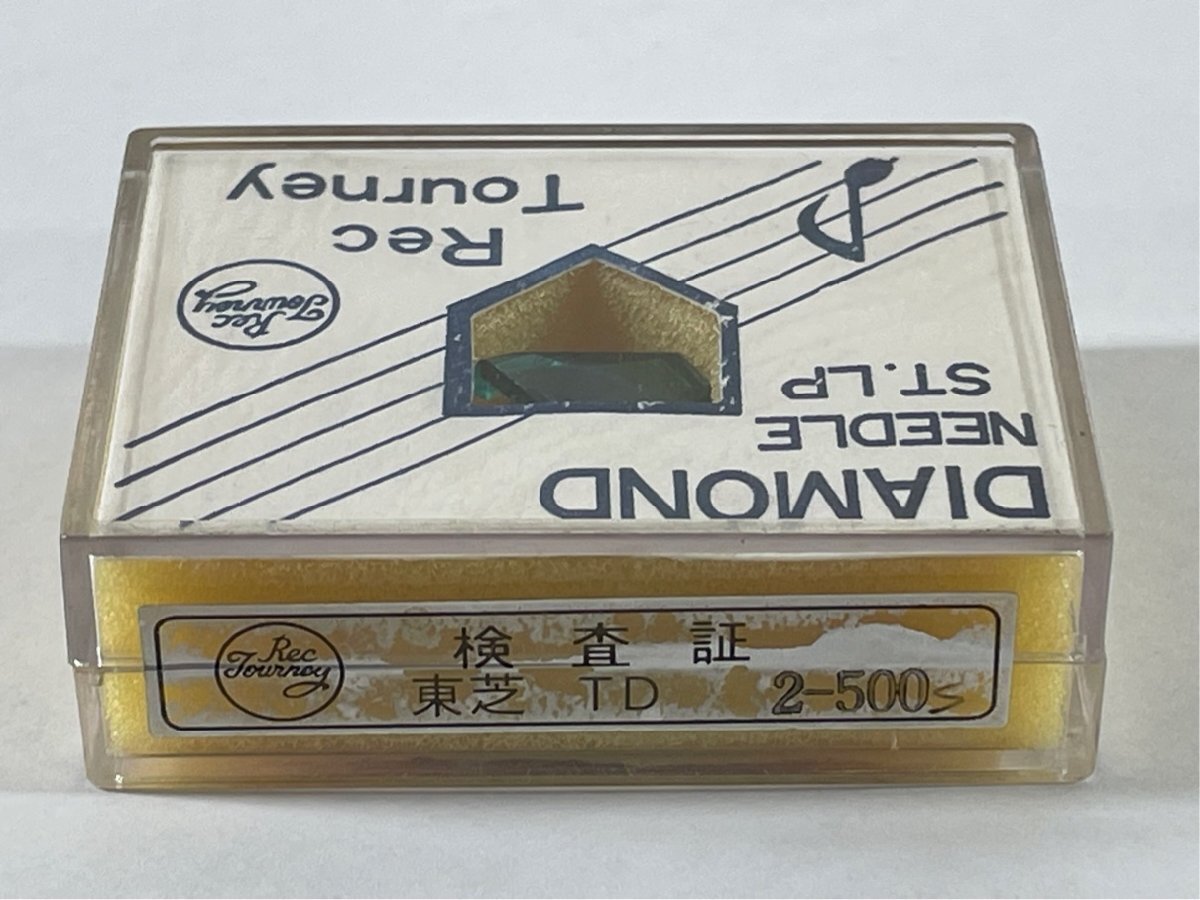 DIAMOND
NEEDLE
ST.LP
Rec
Tourney
Rec
Tourney
Rec
Tourney
検査証
東芝 TD 2-500S